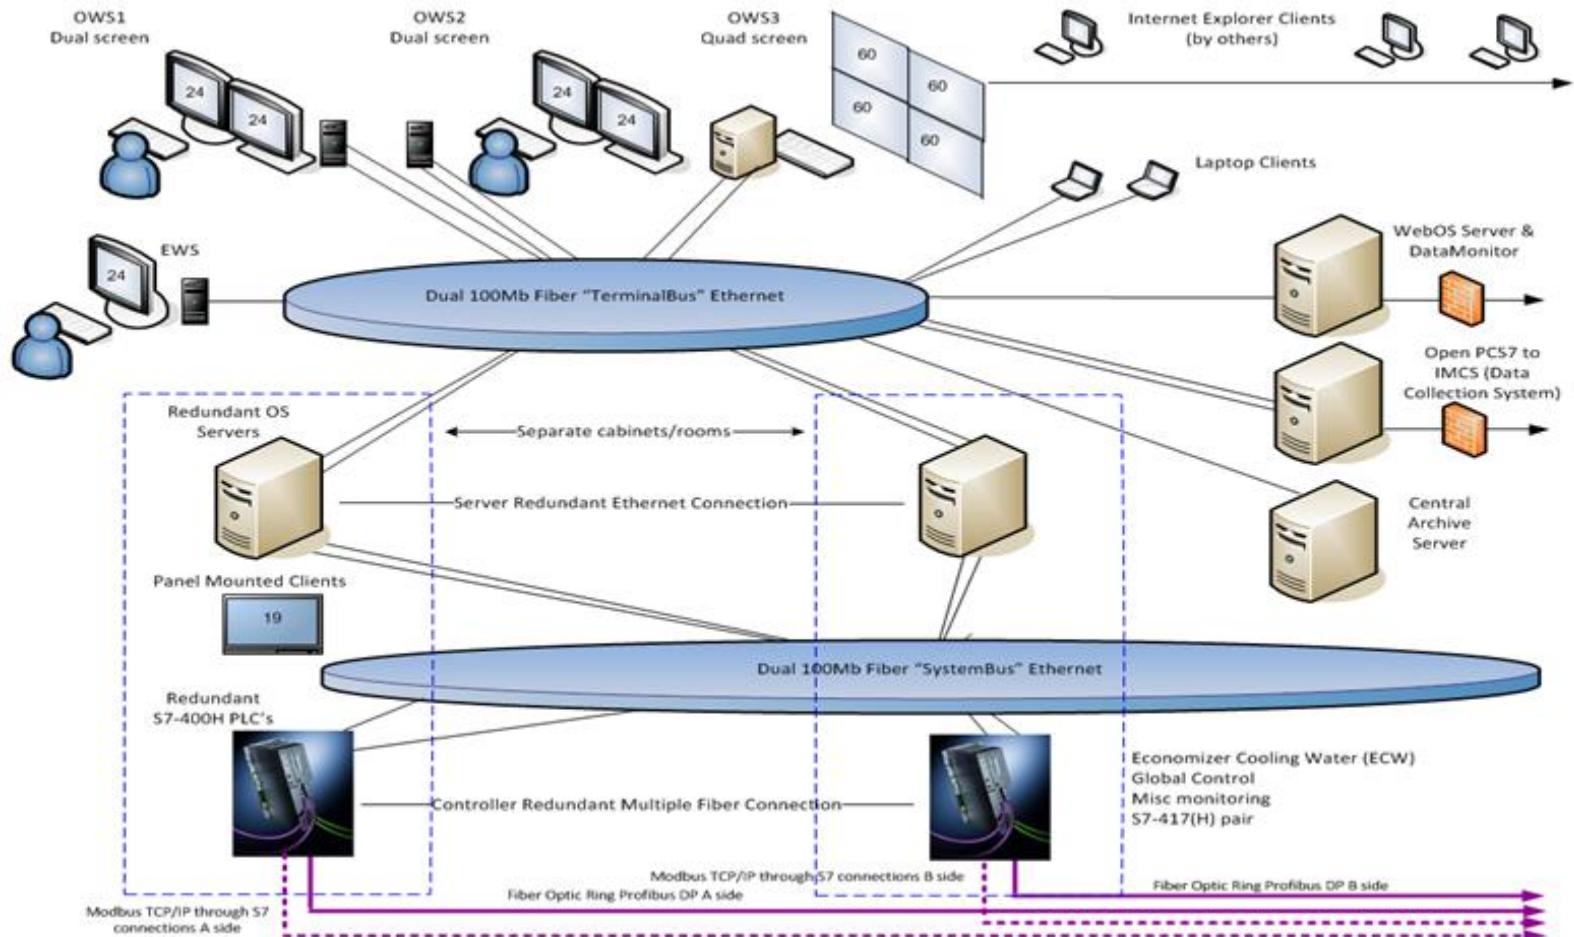 OWS1
Dual screen
OWS2
Dual screen
OWS3
Quad screen
Internet Explorer Clients
(by others)
24
24
24
24
60
60
60
60
Laptop Clients
EWS
24
WebOS Server &
DataMonitor
Dual 100Mb Fiber “TerminalBus” Ethernet
Open PCS7 to
IMCS (Data
Collection System)
Redundant OS
Servers
Separate cabinets/rooms
Server Redundant Ethernet Connection
Central
Archive
Server
Panel Mounted Clients
19
Dual 100Mb Fiber “SystemBus” Ethernet
Redundant
S7-400H PLC's
Economizer Cooling Water (ECW)
Global Control
Misc monitoring
S7-417(H) pair
Controller Redundant Multiple Fiber Connection
Modbus TCP/IP through S7 connections B side
Fiber Optic Ring Profibus DP A side
Fiber Optic Ring Profibus DP B side
Modbus TCP/IP through S7
connections A side